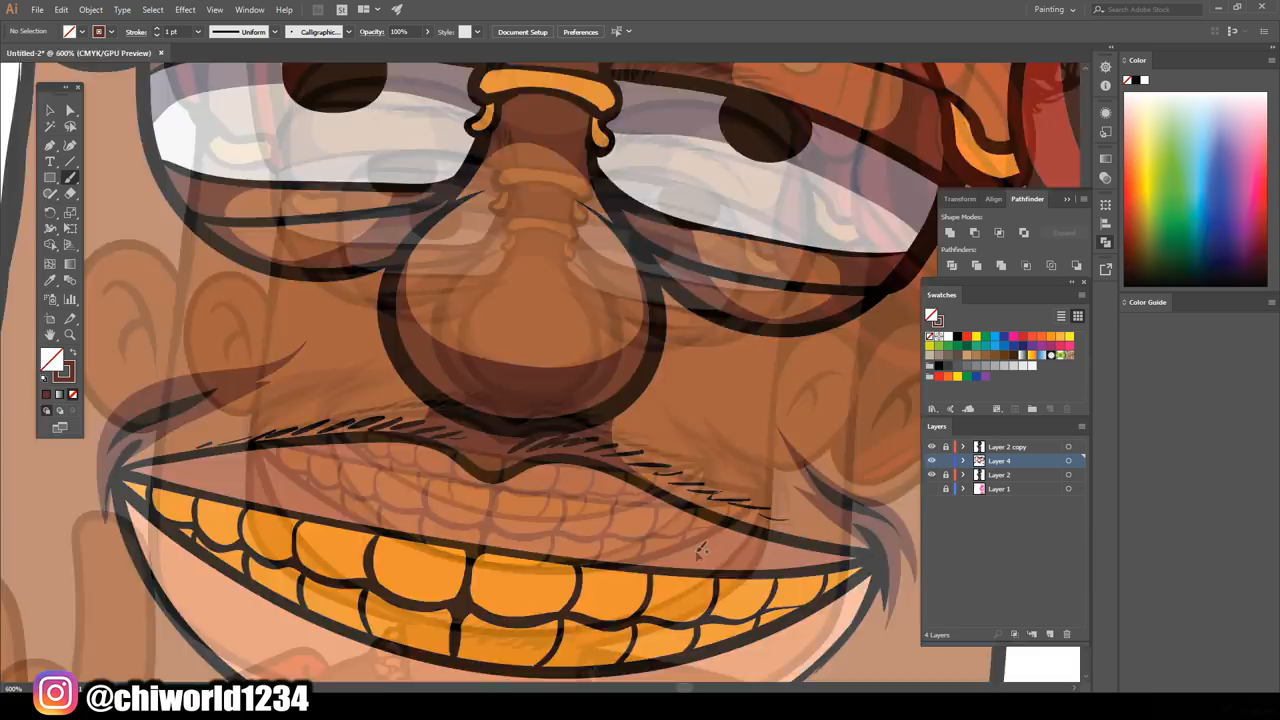 Ai File Edit Object Type Select Effect View Window Help Br St Painting Search Adobe Stock
No Selection Stroke: 1 pt Uniform Calligraphic... Opacity: 100% Style: Document Setup Preferences
Untitled-2* @ 600% (CMYK/GPU Preview) ×
Color
Transform Align Pathfinder
Shape Modes:
Expand
Pathfinders:
Swatches
Color Guide
Layers
Layer 2 copy
Layer 4
Layer 2
Layer 1
4 Layers
600%
@chiworld1234